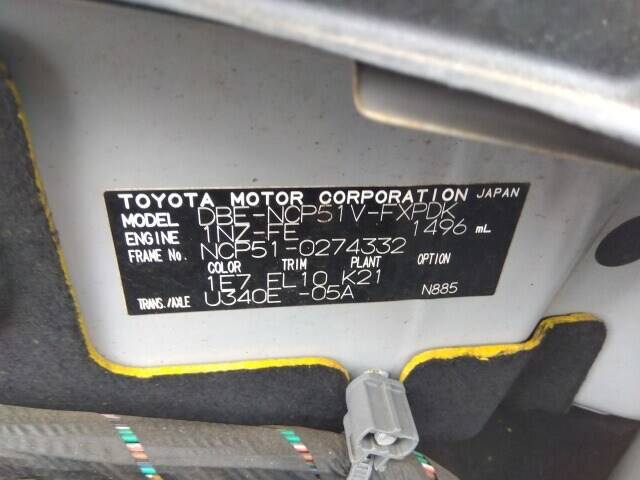 TOYOTA MOTOR CORPORATION JAPAN
MODEL DBE-NCP51V-FXPDK
ENGINE 1NZ-FE 1496 mL
FRAME No. NCP51-0274332
COLOR TRIM PLANT OPTION
1E7 EL10 K21
TRANS./AXLE U340E -05A N885